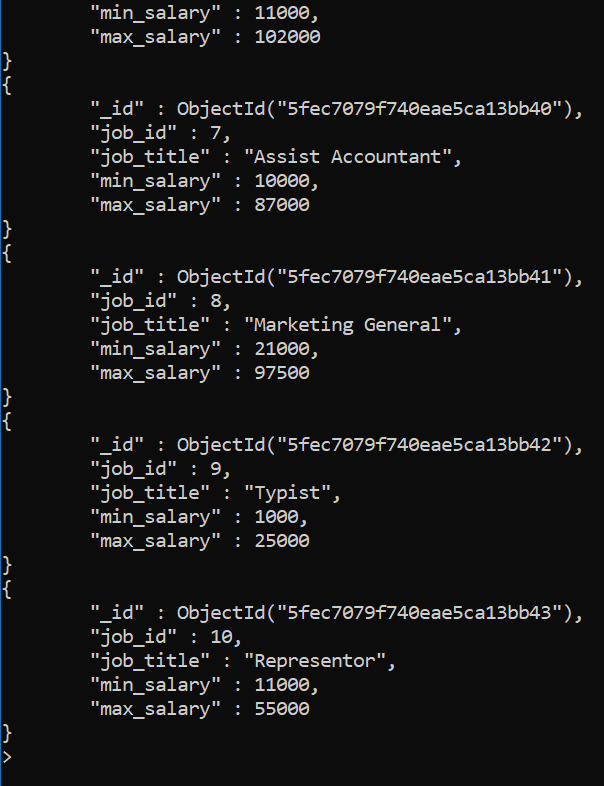 "min_salary" : 11000,
"max_salary" : 102000
}
{
"_id" : ObjectId("5fec7079f740eae5ca13bb40"),
"job_id" : 7,
"job_title" : "Assist Accountant",
"min_salary" : 10000,
"max_salary" : 87000
}
{
"_id" : ObjectId("5fec7079f740eae5ca13bb41"),
"job_id" : 8,
"job_title" : "Marketing General",
"min_salary" : 21000,
"max_salary" : 97500
}
{
"_id" : ObjectId("5fec7079f740eae5ca13bb42"),
"job_id" : 9,
"job_title" : "Typist",
"min_salary" : 1000,
"max_salary" : 25000
}
{
"_id" : ObjectId("5fec7079f740eae5ca13bb43"),
"job_id" : 10,
"job_title" : "Representor",
"min_salary" : 11000,
"max_salary" : 55000
}
>